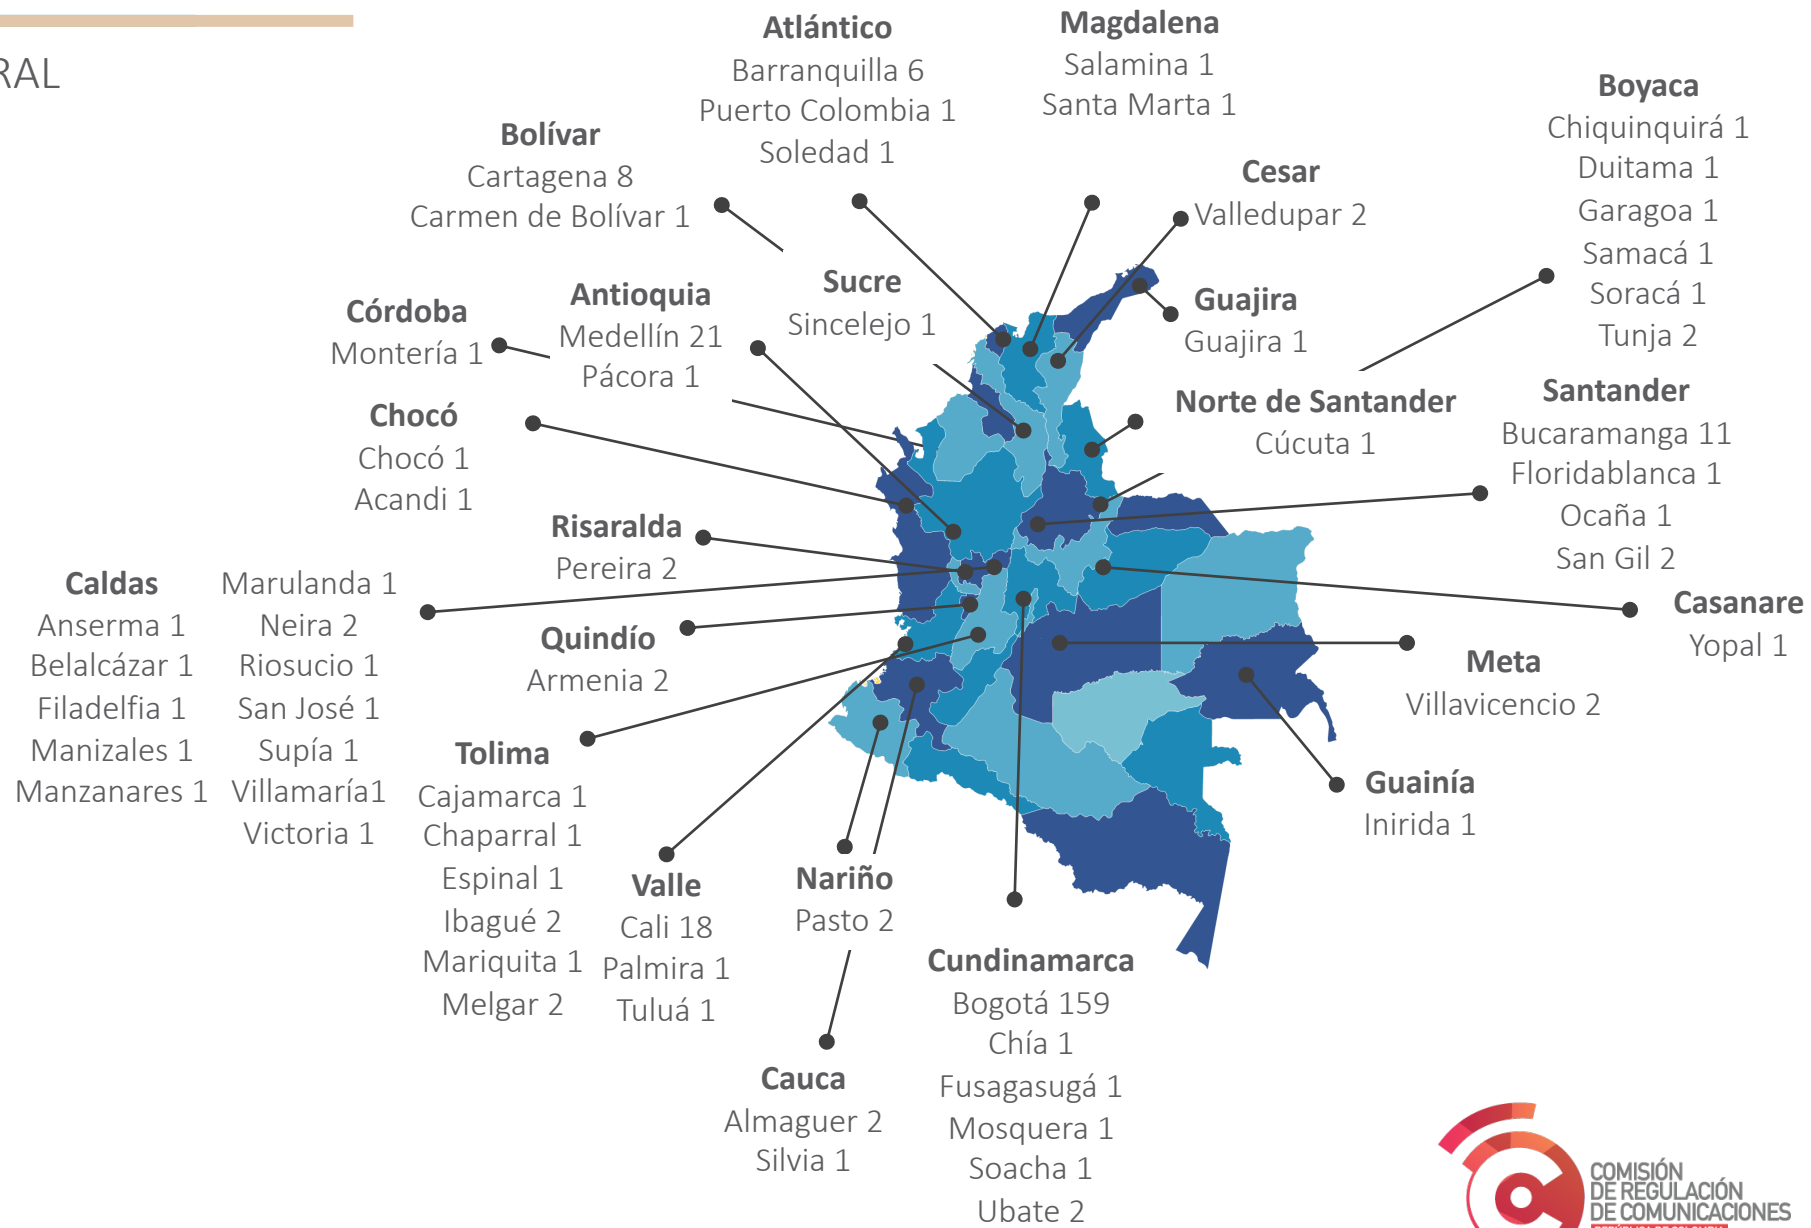 RAL
Atlántico
Barranquilla 6
Puerto Colombia 1
Soledad 1
Magdalena
Salamina 1
Santa Marta 1
Boyaca
Chiquinquirá 1
Duitama 1
Garagoa 1
Samacá 1
Soracá 1
Tunja 2
Bolívar
Cartagena 8
Carmen de Bolívar 1
Cesar
Valledupar 2
Sucre
Sincelejo 1
Guajira
Guajira 1
Antioquia
Medellín 21
Pácora 1
Córdoba
Montería 1
Norte de Santander
Cúcuta 1
Santander
Bucaramanga 11
Floridablanca 1
Ocaña 1
San Gil 2
Chocó
Chocó 1
Acandi 1
Risaralda
Pereira 2
Caldas
Anserma 1
Belalcázar 1
Filadelfia 1
Manizales 1
Manzanares 1
Marulanda 1
Neira 2
Riosucio 1
San José 1
Supía 1
Villamaría1
Victoria 1
Quindío
Armenia 2
Casanare
Yopal 1
Meta
Villavicencio 2
Tolima
Cajamarca 1
Chaparral 1
Espinal 1
Ibagué 2
Mariquita 1
Melgar 2
Guainía
Inirida 1
Valle
Cali 18
Palmira 1
Tuluá 1
Nariño
Pasto 2
Cundinamarca
Bogotá 159
Chía 1
Fusagasugá 1
Mosquera 1
Soacha 1
Ubate 2
Cauca
Almaguer 2
Silvia 1
COMISIÓN
DE REGULACIÓN
DE COMUNICACIONES